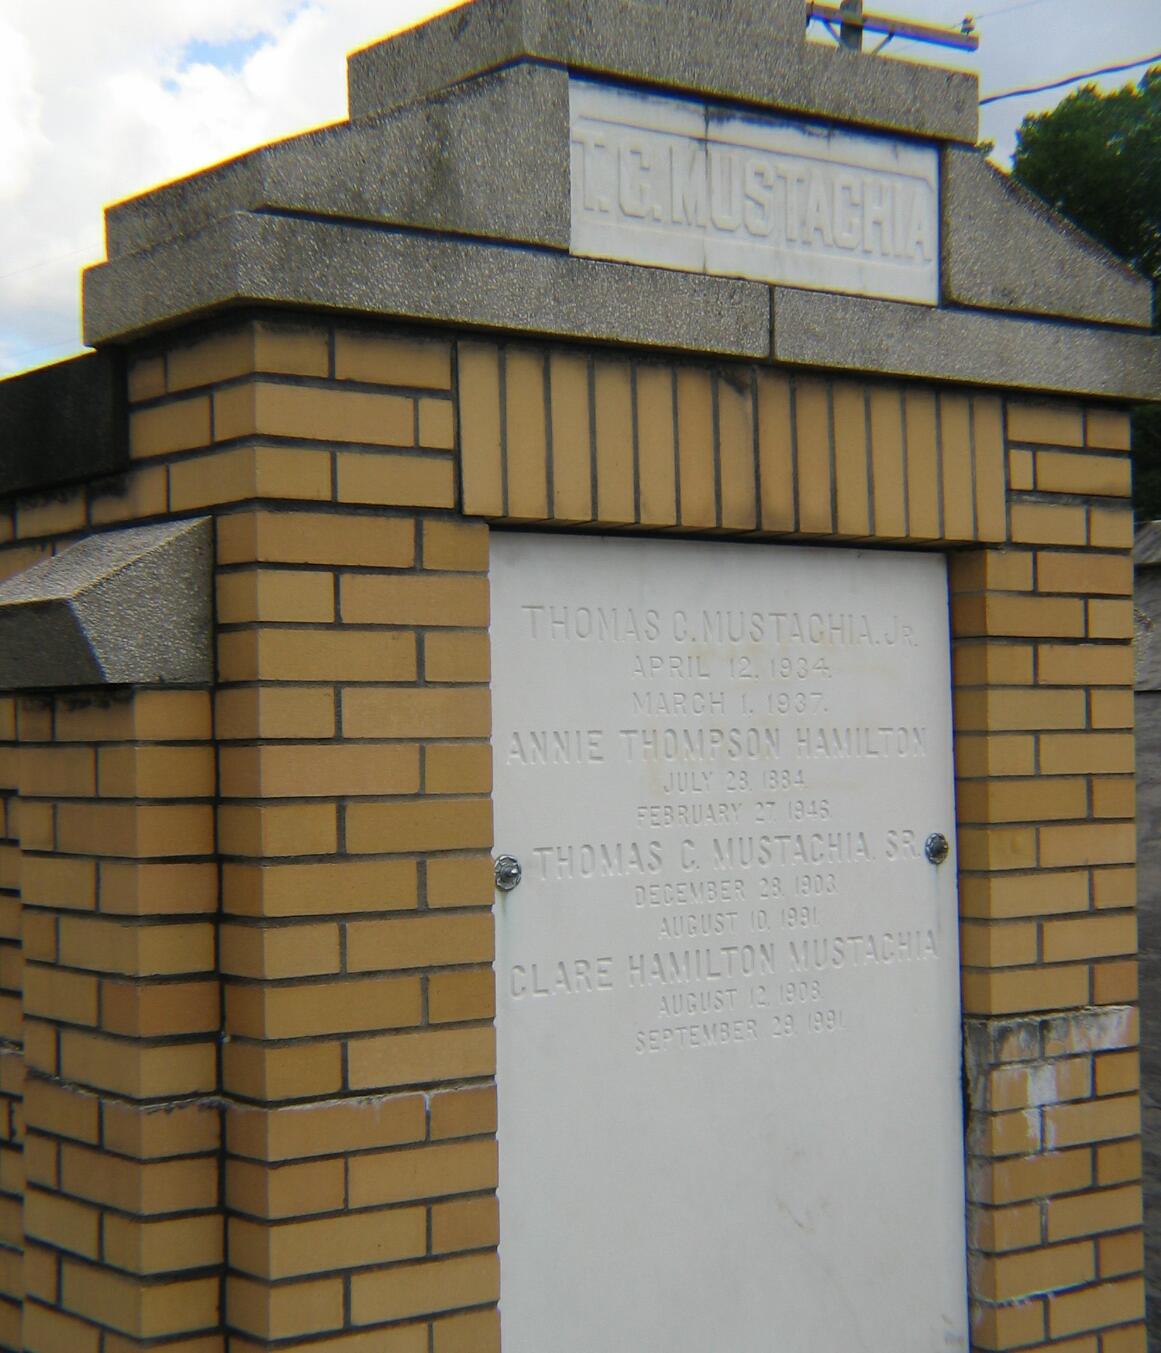 T.C. MUSTACHIA
THOMAS C. MUSTACHIA. JR.
APRIL 12, 1934.
MARCH 1, 1937.
ANNIE THOMPSON HAMILTON
JULY 23, 1884.
FEBRUARY 27, 1946.
THOMAS C. MUSTACHIA. SR.
DECEMBER 28, 1903.
AUGUST 10, 1991.
CLARE HAMILTON MUSTACHIA
AUGUST 12, 1908.
SEPTEMBER 29, 1991.